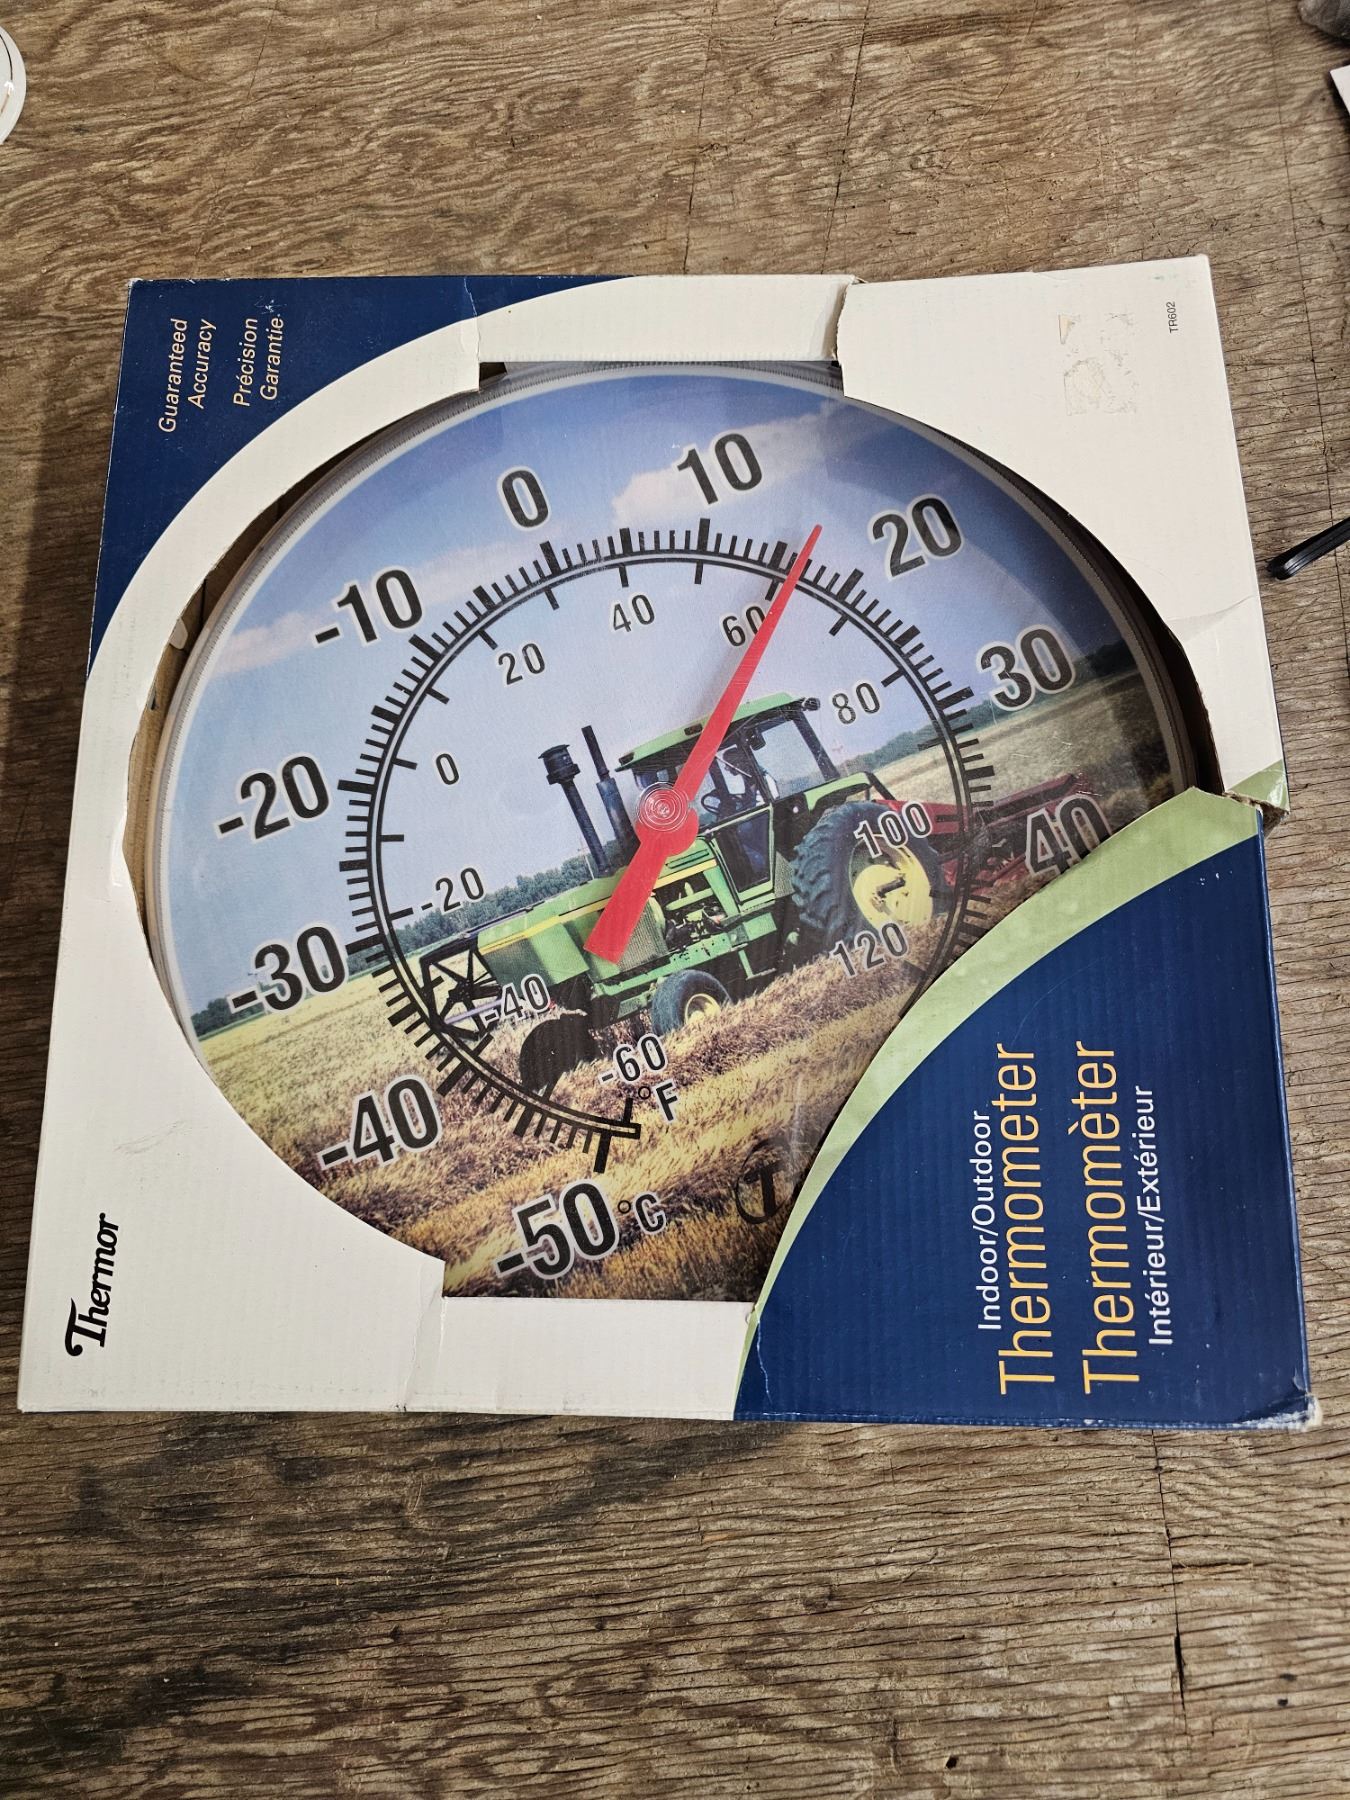 Guaranteed
Accuracy
Précision
Garantie
TR602
-50 °C
-40
-30
-20
-10
0
10
20
30
40
-60
°F
-40
-20
0
20
40
60
80
100
120
T
Thermor
Indoor/Outdoor
Thermometer
Thermomèter
Intérieur/Extérieur